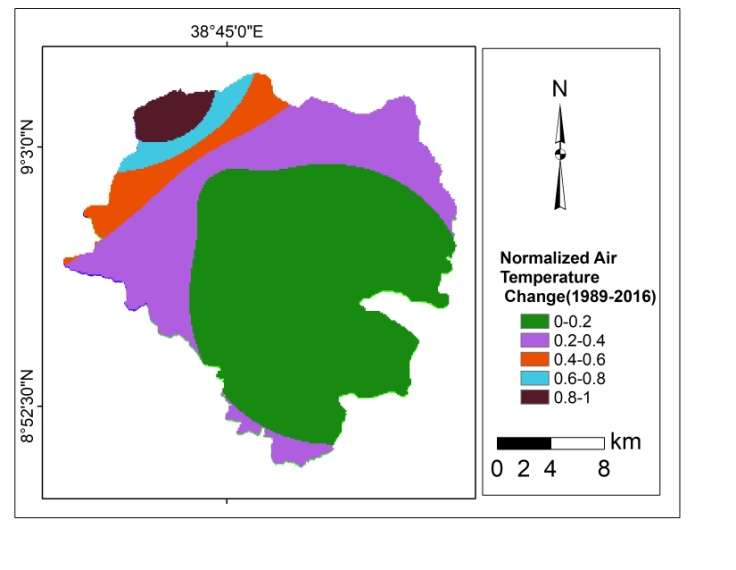 38°45'0"E
9°3'0"N
8°52'30"N
N
Normalized Air
Temperature
Change(1989-2016)
0-0.2
0.2-0.4
0.4-0.6
0.6-0.8
0.8-1
km
0 2 4 8